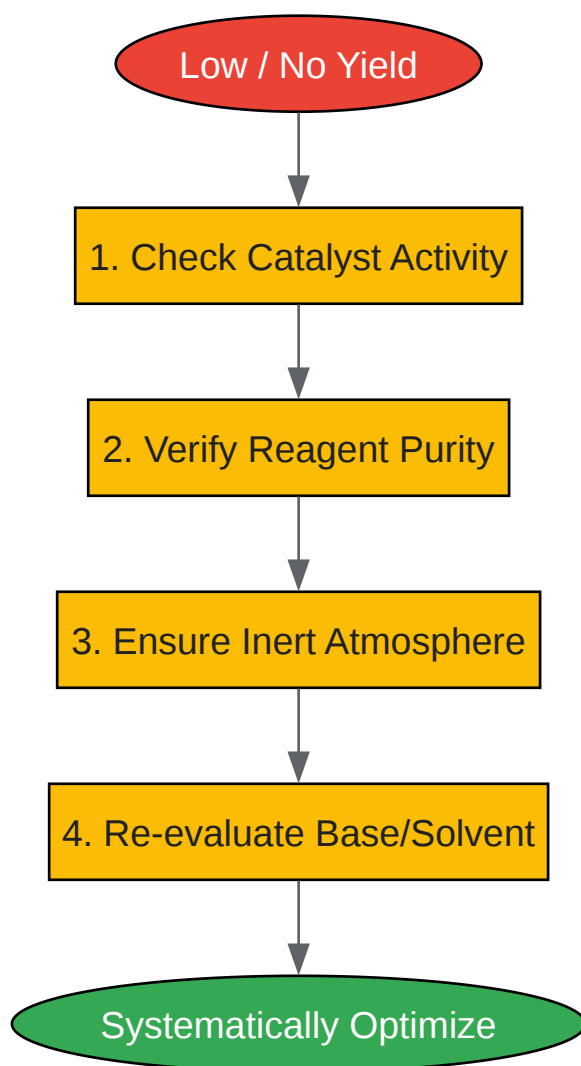 Low / No Yield
1. Check Catalyst Activity
2. Verify Reagent Purity
3. Ensure Inert Atmosphere
4. Re-evaluate Base/Solvent
Systematically Optimize